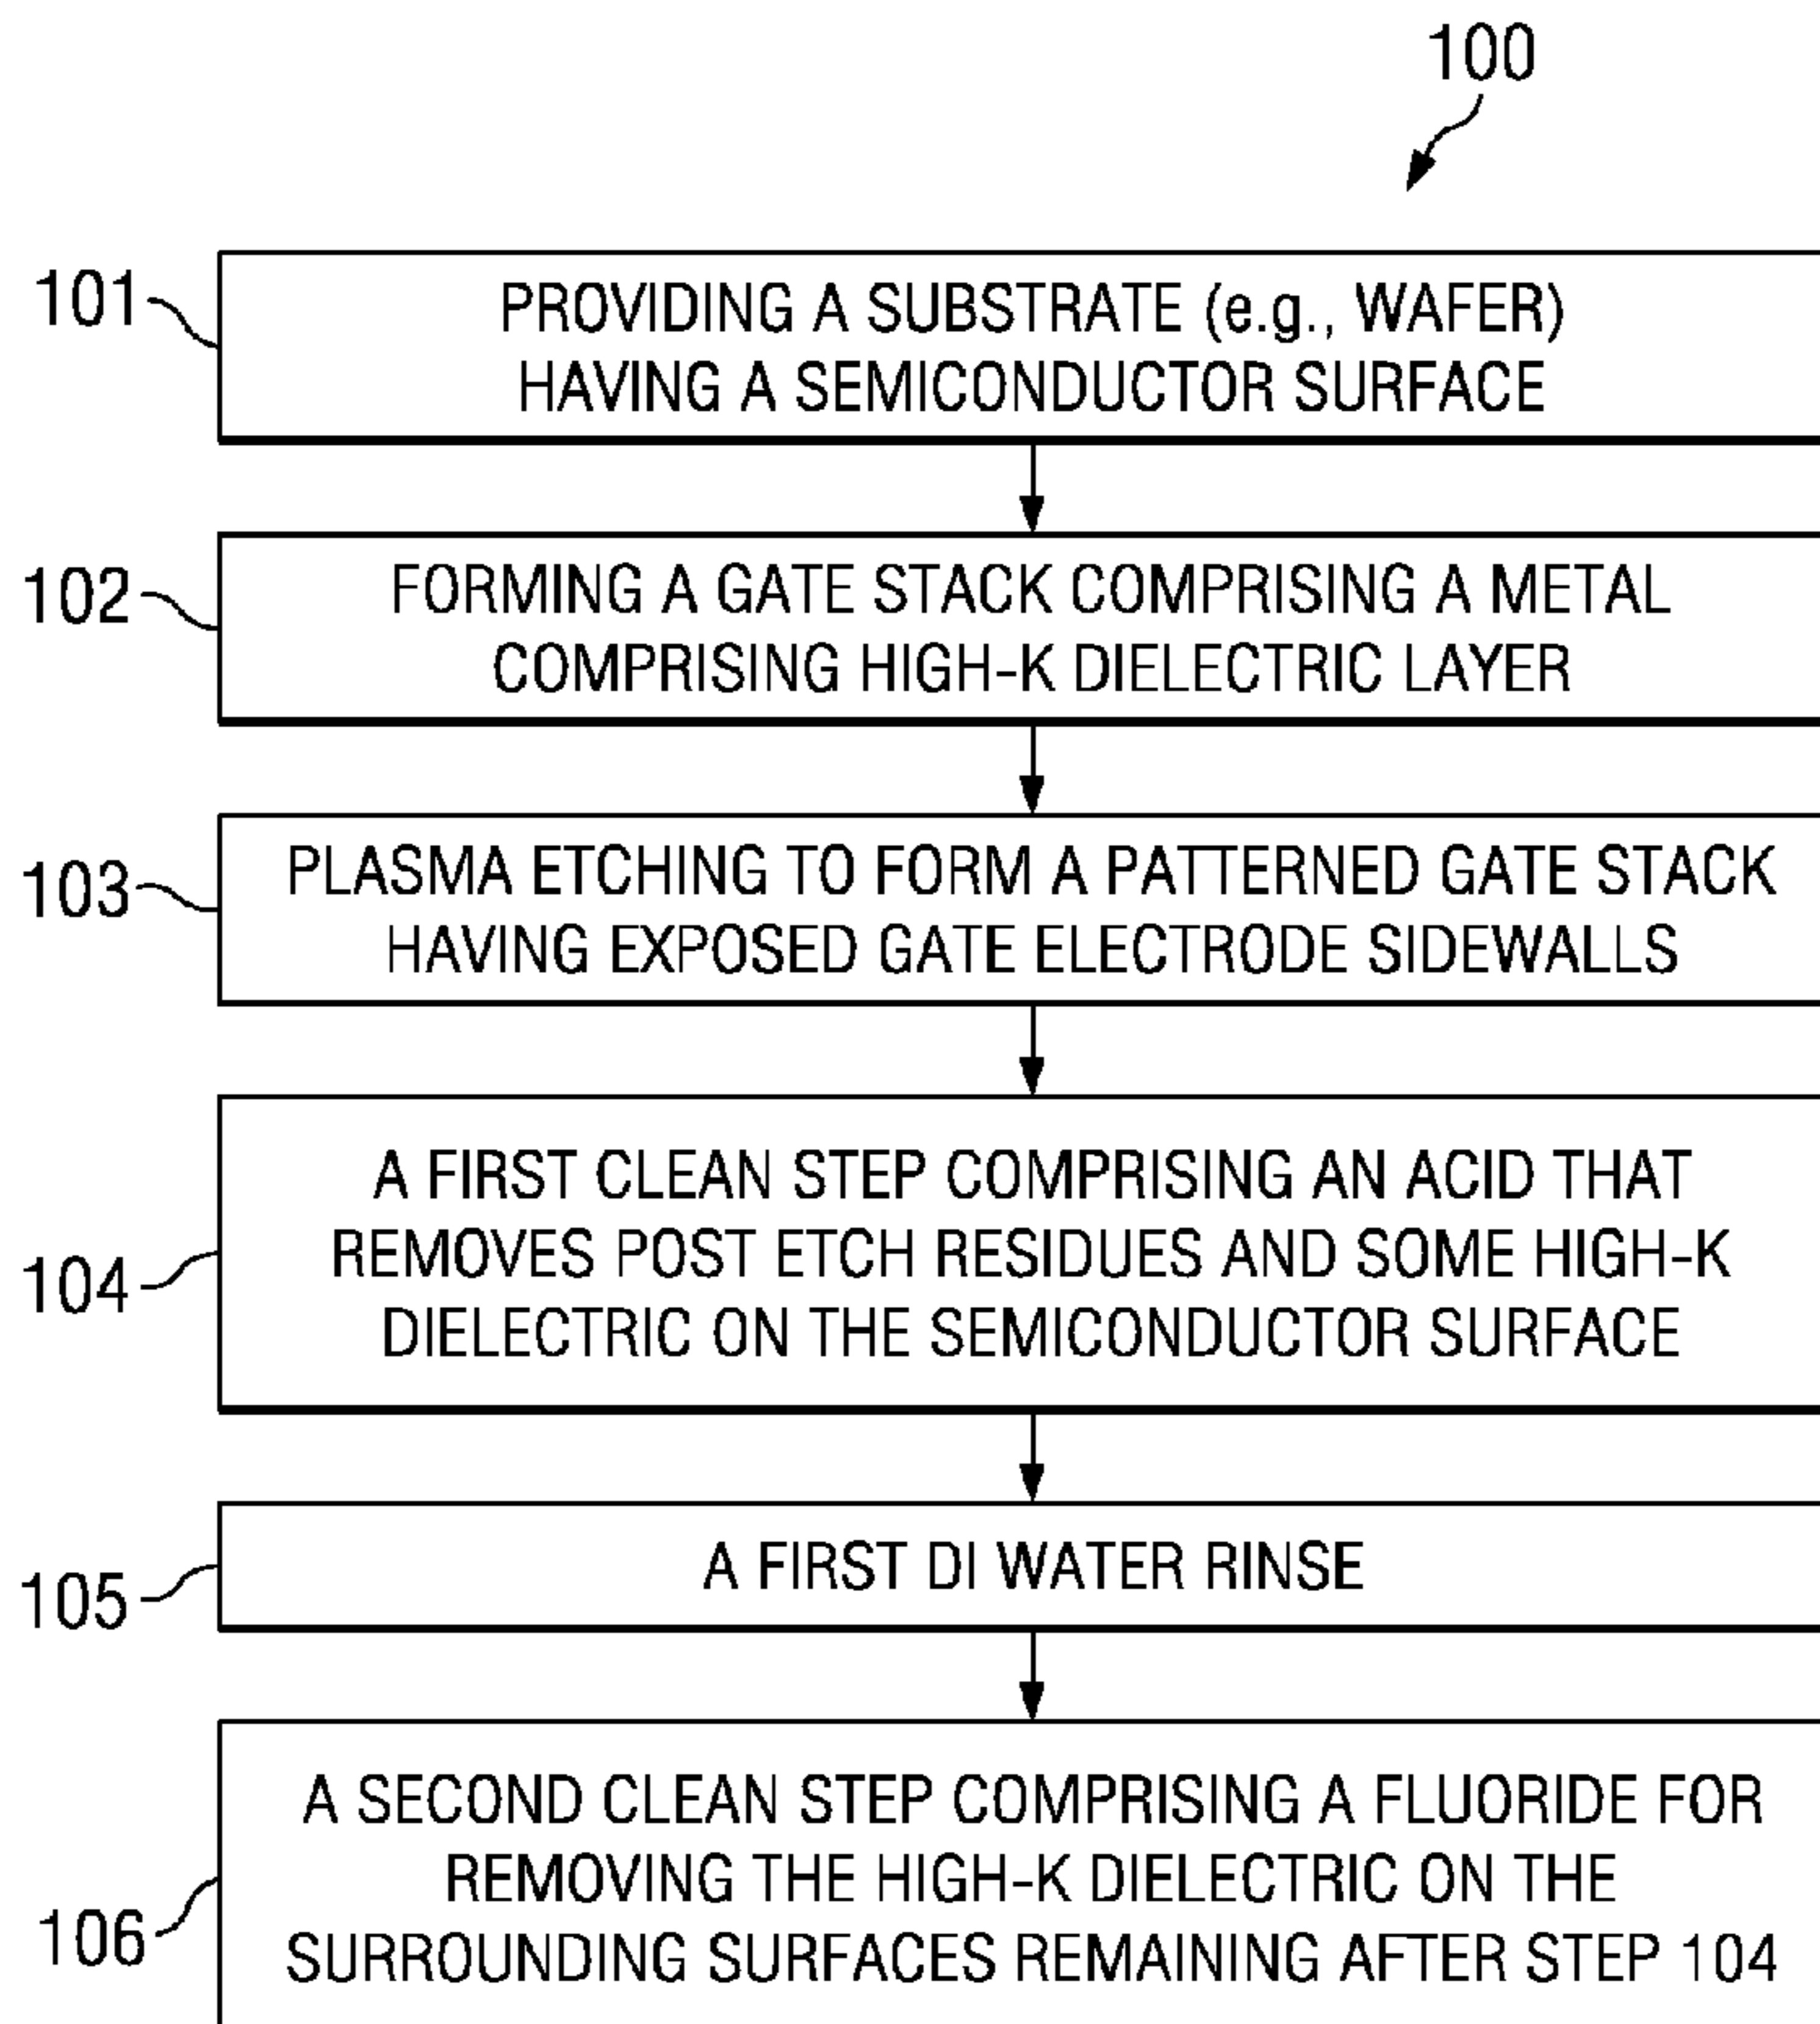 100
101
PROVIDING A SUBSTRATE (e.g., WAFER)
HAVING A SEMICONDUCTOR SURFACE
102
FORMING A GATE STACK COMPRISING A METAL
COMPRISING HIGH-K DIELECTRIC LAYER
103
PLASMA ETCHING TO FORM A PATTERNED GATE STACK
HAVING EXPOSED GATE ELECTRODE SIDEWALLS
104
A FIRST CLEAN STEP COMPRISING AN ACID THAT
REMOVES POST ETCH RESIDUES AND SOME HIGH-K
DIELECTRIC ON THE SEMICONDUCTOR SURFACE
105
A FIRST DI WATER RINSE
106
A SECOND CLEAN STEP COMPRISING A FLUORIDE FOR
REMOVING THE HIGH-K DIELECTRIC ON THE
SURROUNDING SURFACES REMAINING AFTER STEP 104